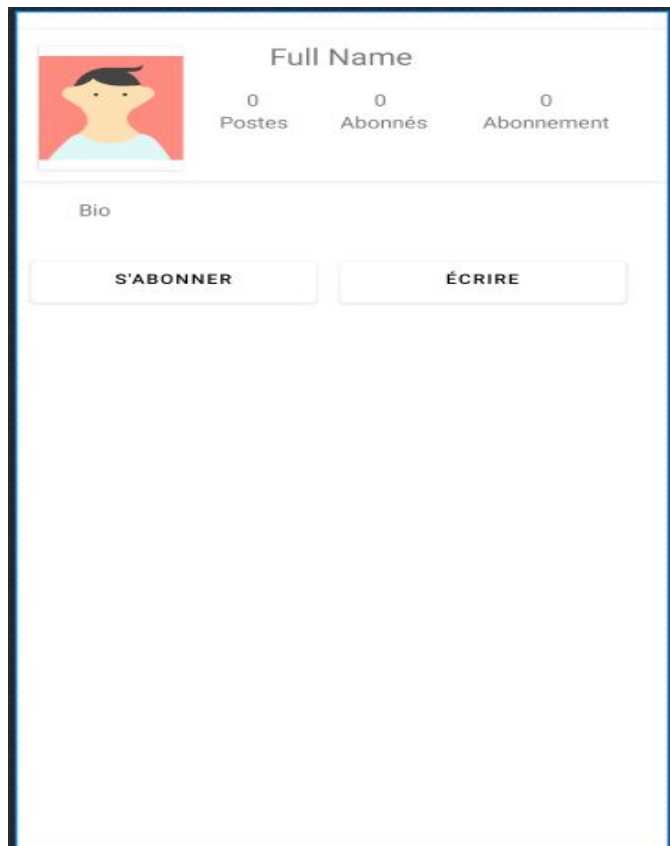 Full Name
0 0 0
Postes Abonnés Abonnement
Bio
S'ABONNER ÉCRIRE